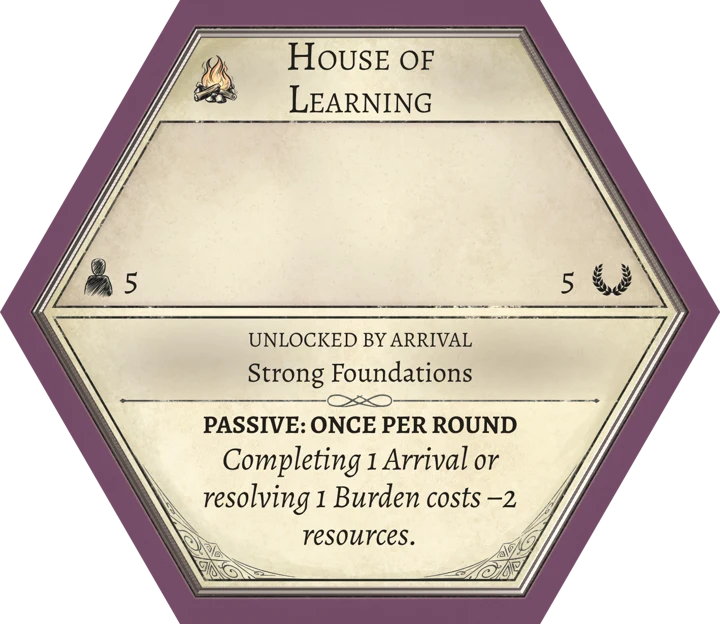 House of
Learning
5
5
UNLOCKED BY ARRIVAL
Strong Foundations
PASSIVE: ONCE PER ROUND
Completing 1 Arrival or
resolving 1 Burden costs –2
resources.